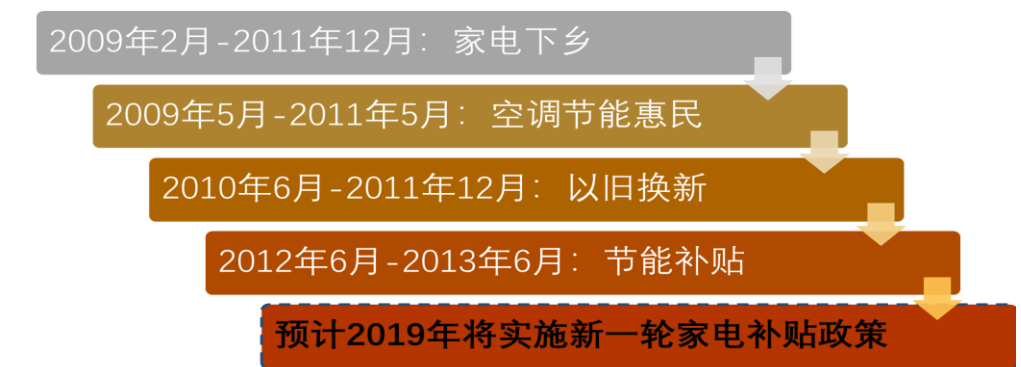 2009年2月-2011年12月：家电下乡
2009年5月-2011年5月：空调节能惠民
2010年6月-2011年12月：以旧换新
2012年6月-2013年6月：节能补贴
预计2019年将实施新一轮家电补贴政策